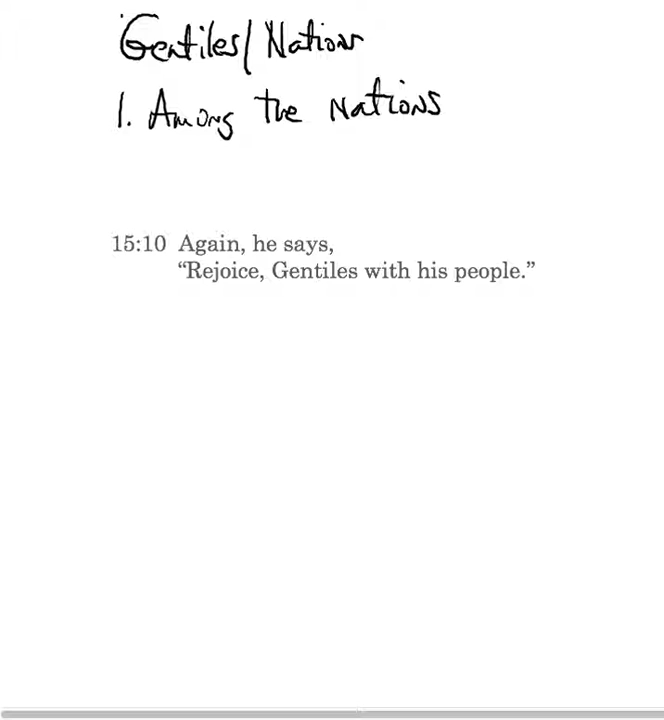 Gentiles/Nations
1. Among the Nations
15:10 Again, he says,
“Rejoice, Gentiles with his people.”